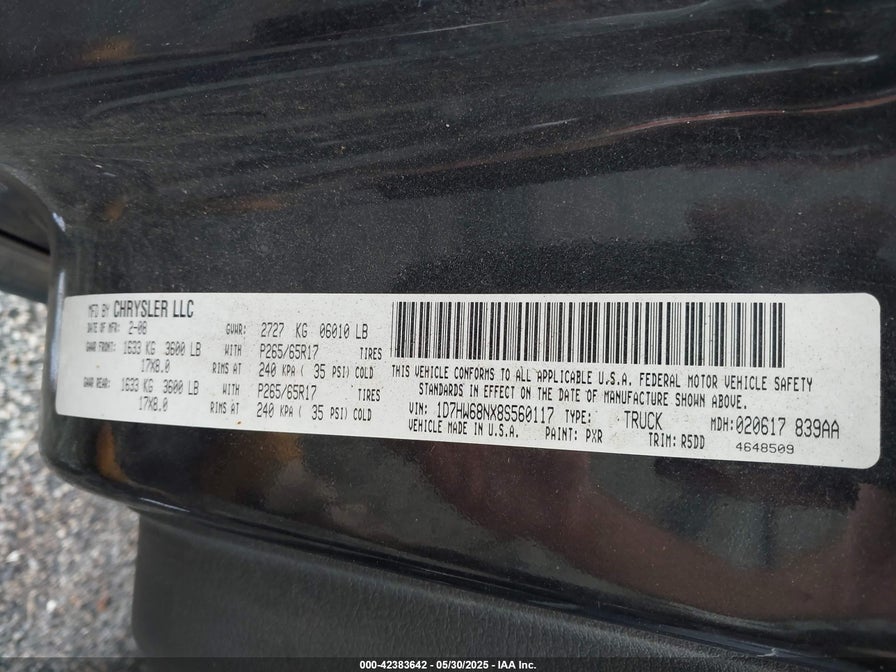 MFD BY CHRYSLER LLC
DATE OF MFR: 2-08 GVWR: 2727 KG 06010 LB
GAWR FRONT: 1633 KG 3600 LB WITH P265/65R17 TIRES
17X8.0 RIMS AT 240 KPA ( 35 PSI) COLD
GAWR REAR: 1633 KG 3600 LB WITH P265/65R17 TIRES
17X8.0 RIMS AT 240 KPA ( 35 PSI) COLD
THIS VEHICLE CONFORMS TO ALL APPLICABLE U.S.A. FEDERAL MOTOR VEHICLE SAFETY
STANDARDS IN EFFECT ON THE DATE OF MANUFACTURE SHOWN ABOVE.
VIN: 1D7HW68NX8S560117 TYPE: TRUCK MDH:020617 839AA
VEHICLE MADE IN U.S.A. PAINT: PXR TRIM: R5DD 4648509
000-42383642 - 05/30/2025 - IAA Inc.